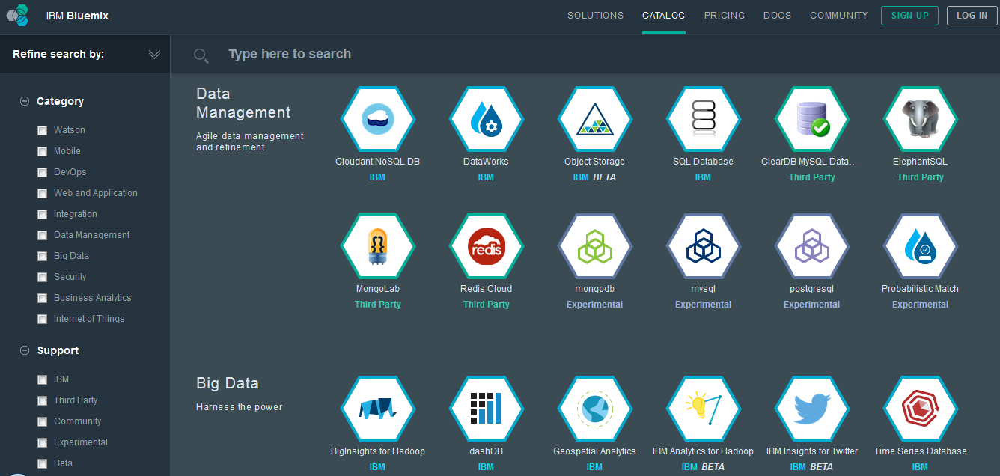 IBM Bluemix
SOLUTIONS CATALOG PRICING DOCS COMMUNITY SIGN UP LOG IN
Refine search by:
Type here to search
Category
Watson
Mobile
DevOps
Web and Application
Integration
Data Management
Big Data
Security
Business Analytics
Internet of Things
Support
IBM
Third Party
Community
Experimental
Beta
Data
Management
Agile data management
and refinement
Cloudant NoSQL DB
IBM
DataWorks
IBM
Object Storage
IBM BETA
SQL Database
IBM
ClearDB MySQL Data...
Third Party
ElephantSQL
Third Party
MongoLab
Third Party
redis
Redis Cloud
Third Party
mongodb
Experimental
mysql
Experimental
postgresql
Experimental
Probabilistic Match
Experimental
Big Data
Harness the power
BigInsights for Hadoop
IBM
dashDB
IBM
Geospatial Analytics
IBM
IBM Analytics for Hadoop
IBM BETA
IBM Insights for Twitter
IBM BETA
Time Series Database
IBM